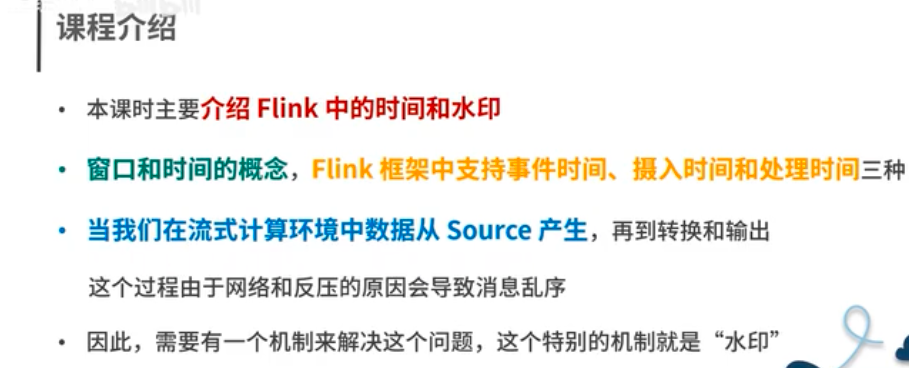 课程介绍
• 本课时主要介绍 Flink 中的时间和水印
• 窗口和时间的概念，Flink 框架中支持事件时间、摄入时间和处理时间三种
• 当我们在流式计算环境中数据从 Source 产生，再到转换和输出
这个过程由于网络和反压的原因会导致消息乱序
• 因此，需要有一个机制来解决这个问题，这个特别的机制就是“水印”